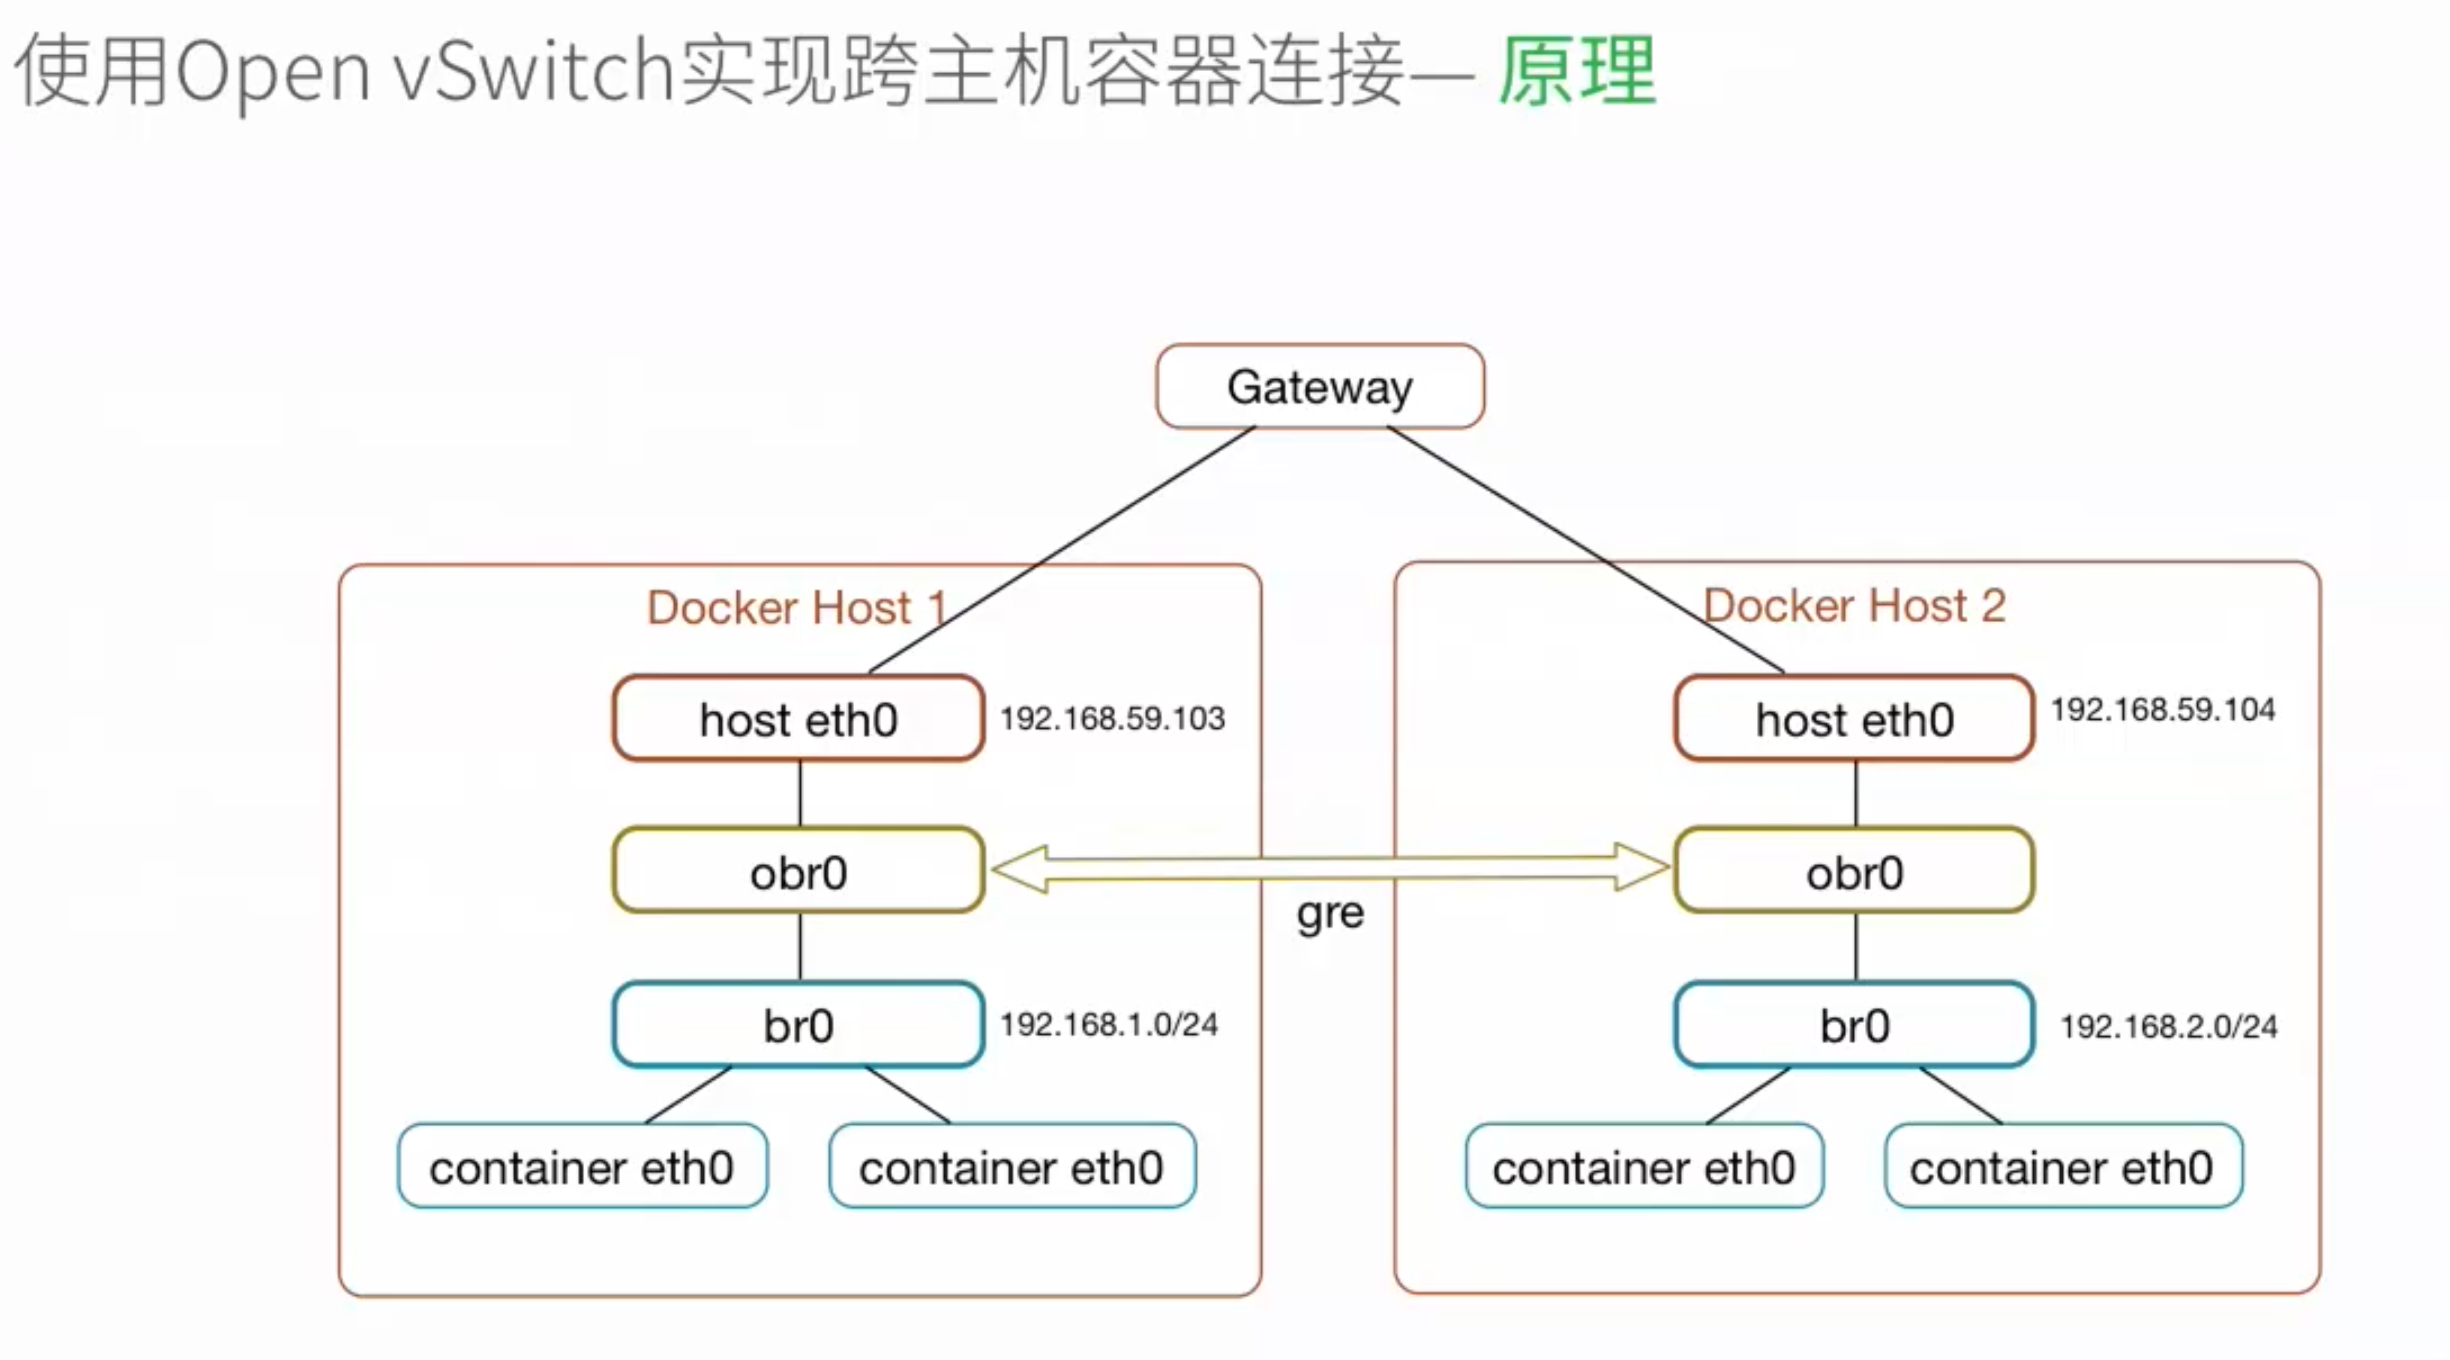 使用Open vSwitch实现跨主机容器连接— 原理
Gateway
Docker Host 1
host eth0
192.168.59.103
obr0
br0
192.168.1.0/24
container eth0
container eth0
gre
Docker Host 2
host eth0
192.168.59.104
obr0
br0
192.168.2.0/24
container eth0
container eth0